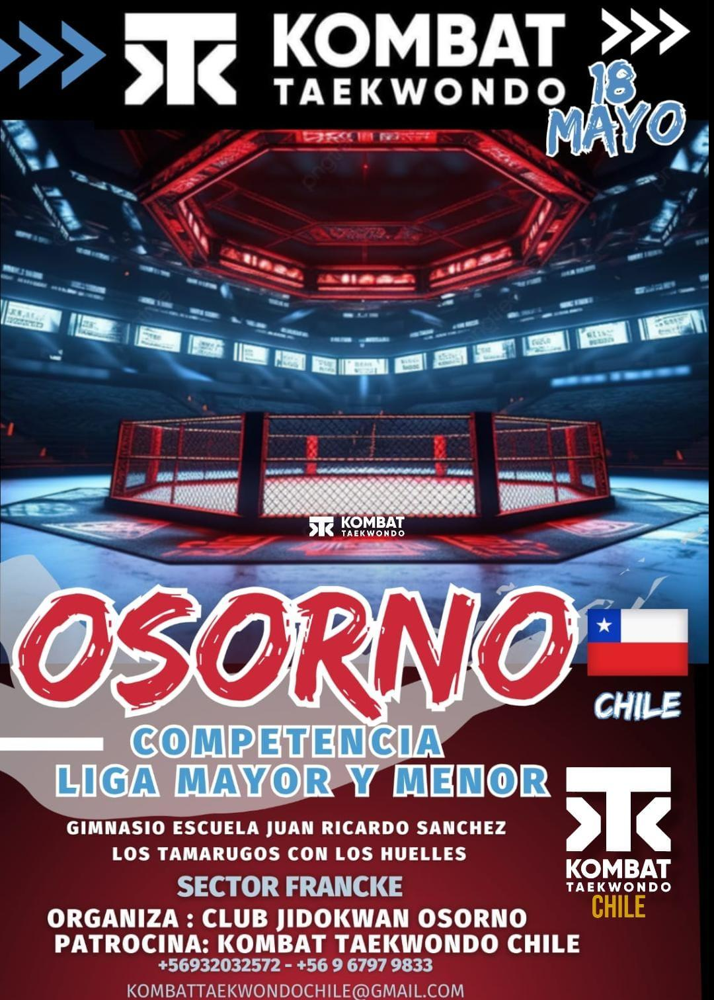 KOMBAT
TAEKWONDO
18
MAYO
KOMBAT
TAEKWONDO
OSORNO
CHILE
COMPETENCIA
LIGA MAYOR Y MENOR
GIMNASIO ESCUELA JUAN RICARDO SANCHEZ
LOS TAMARUGOS CON LOS HUELLES
SECTOR FRANCKE
KOMBAT
TAEKWONDO
CHILE
ORGANIZA : CLUB JIDOKWAN OSORNO
PATROCINA: KOMBAT TAEKWONDO CHILE
+56932032572 - +56 9 6797 9833
KOMBATTAEKWONDOCHILE@GMAIL.COM